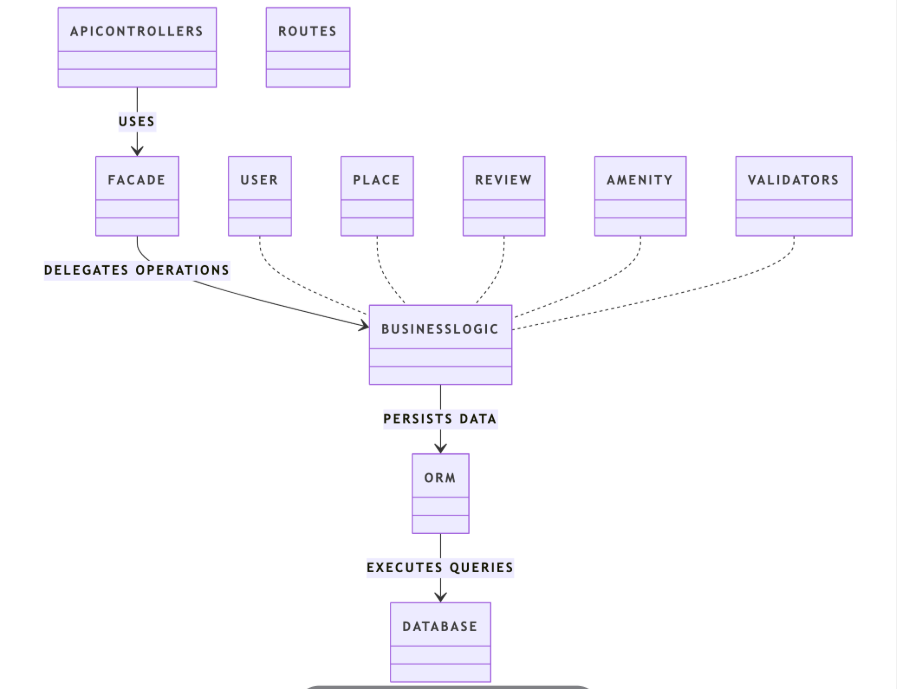 APICONTROLLERS
ROUTES
USES
FACADE
USER
PLACE
REVIEW
AMENITY
VALIDATORS
DELEGATES OPERATIONS
BUSINESSLOGIC
PERSISTS DATA
ORM
EXECUTES QUERIES
DATABASE